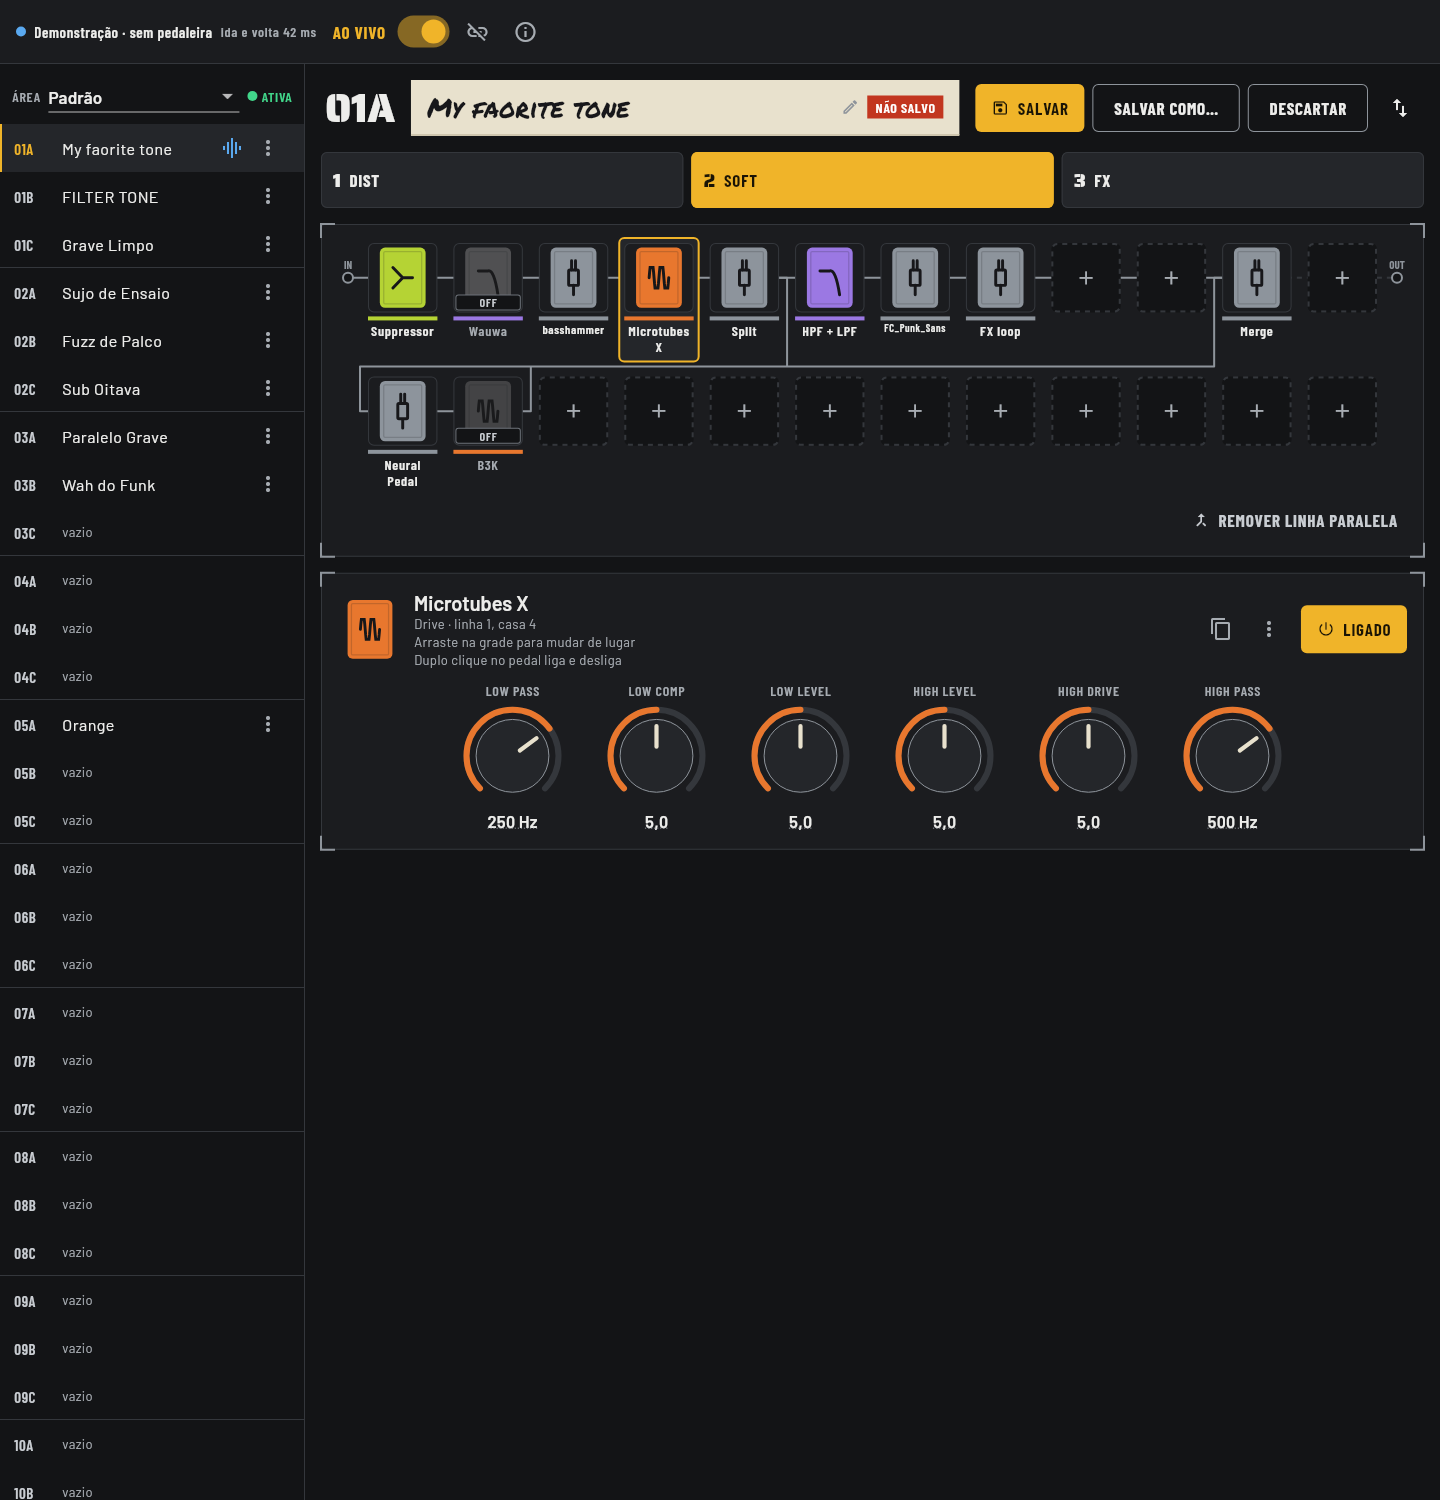 Demonstração · sem pedaleira Ida e volta 42 ms AO VIVO
ÁREA Padrão ATIVA
01A My faorite tone
01B FILTER TONE
01C Grave Limpo
02A Sujo de Ensaio
02B Fuzz de Palco
02C Sub Oitava
03A Paralelo Grave
03B Wah do Funk
03C vazio
04A vazio
04B vazio
04C vazio
05A Orange
05B vazio
05C vazio
06A vazio
06B vazio
06C vazio
07A vazio
07B vazio
07C vazio
08A vazio
08B vazio
08C vazio
09A vazio
09B vazio
09C vazio
10A vazio
10B vazio
01A My faorite tone NÃO SALVO SALVAR SALVAR COMO... DESCARTAR
1 DIST 2 SOFT 3 FX
IN OUT
OFF
Suppressor Wauwa basshammer Microtubes X Split HPF + LPF FC_Punk_Sans FX loop Merge
OFF
Neural Pedal B3K
REMOVER LINHA PARALELA
Microtubes X
Drive · linha 1, casa 4
Arraste na grade para mudar de lugar
Duplo clique no pedal liga e desliga
LIGADO
LOW PASS LOW COMP LOW LEVEL HIGH LEVEL HIGH DRIVE HIGH PASS
250 Hz 5,0 5,0 5,0 5,0 500 Hz